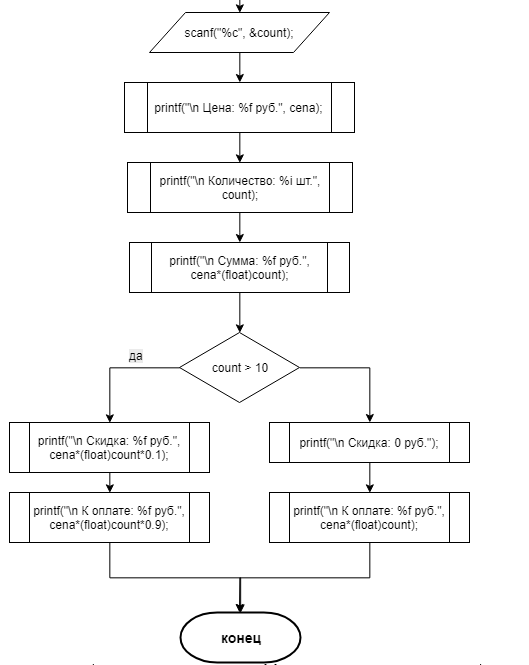 scanf("%c", &count);
printf("\n Цена: %f руб.", cena);
printf("\n Количество: %i шт.",
count);
printf("\n Сумма: %f руб.",
cena*(float)count);
count > 10
да
printf("\n Скидка: %f руб.",
cena*(float)count*0.1);
printf("\n Скидка: 0 руб.");
printf("\n К оплате: %f руб.",
cena*(float)count*0.9);
printf("\n К оплате: %f руб.",
cena*(float)count);
конец